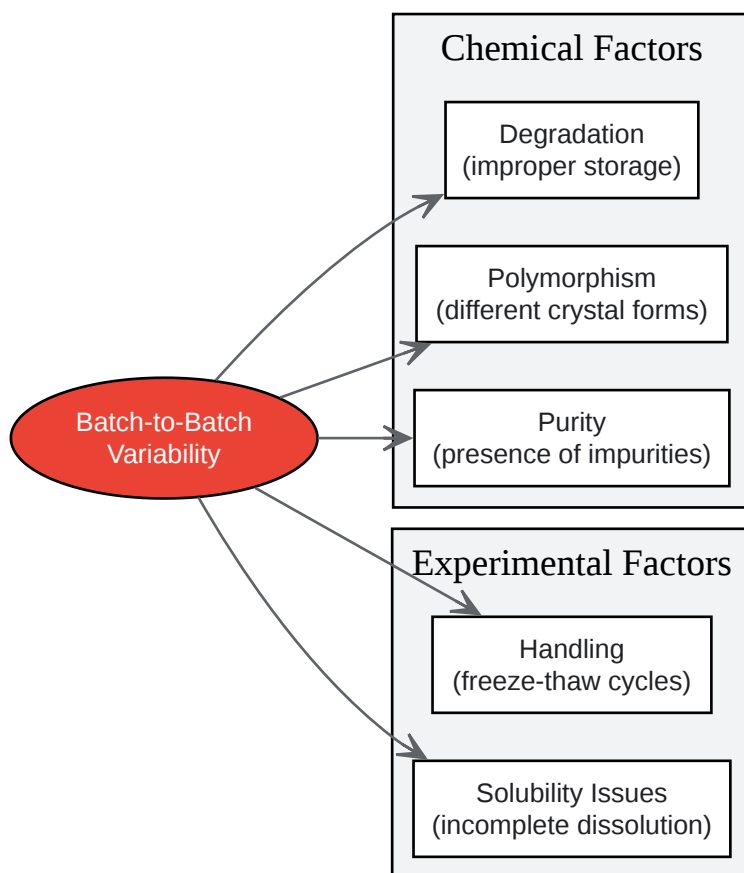 Chemical Factors
Degradation
(improper storage)
Polymorphism
(different crystal forms)
Purity
(presence of impurities)
Batch-to-Batch
Variability
Experimental Factors
Handling
(freeze-thaw cycles)
Solubility Issues
(incomplete dissolution)